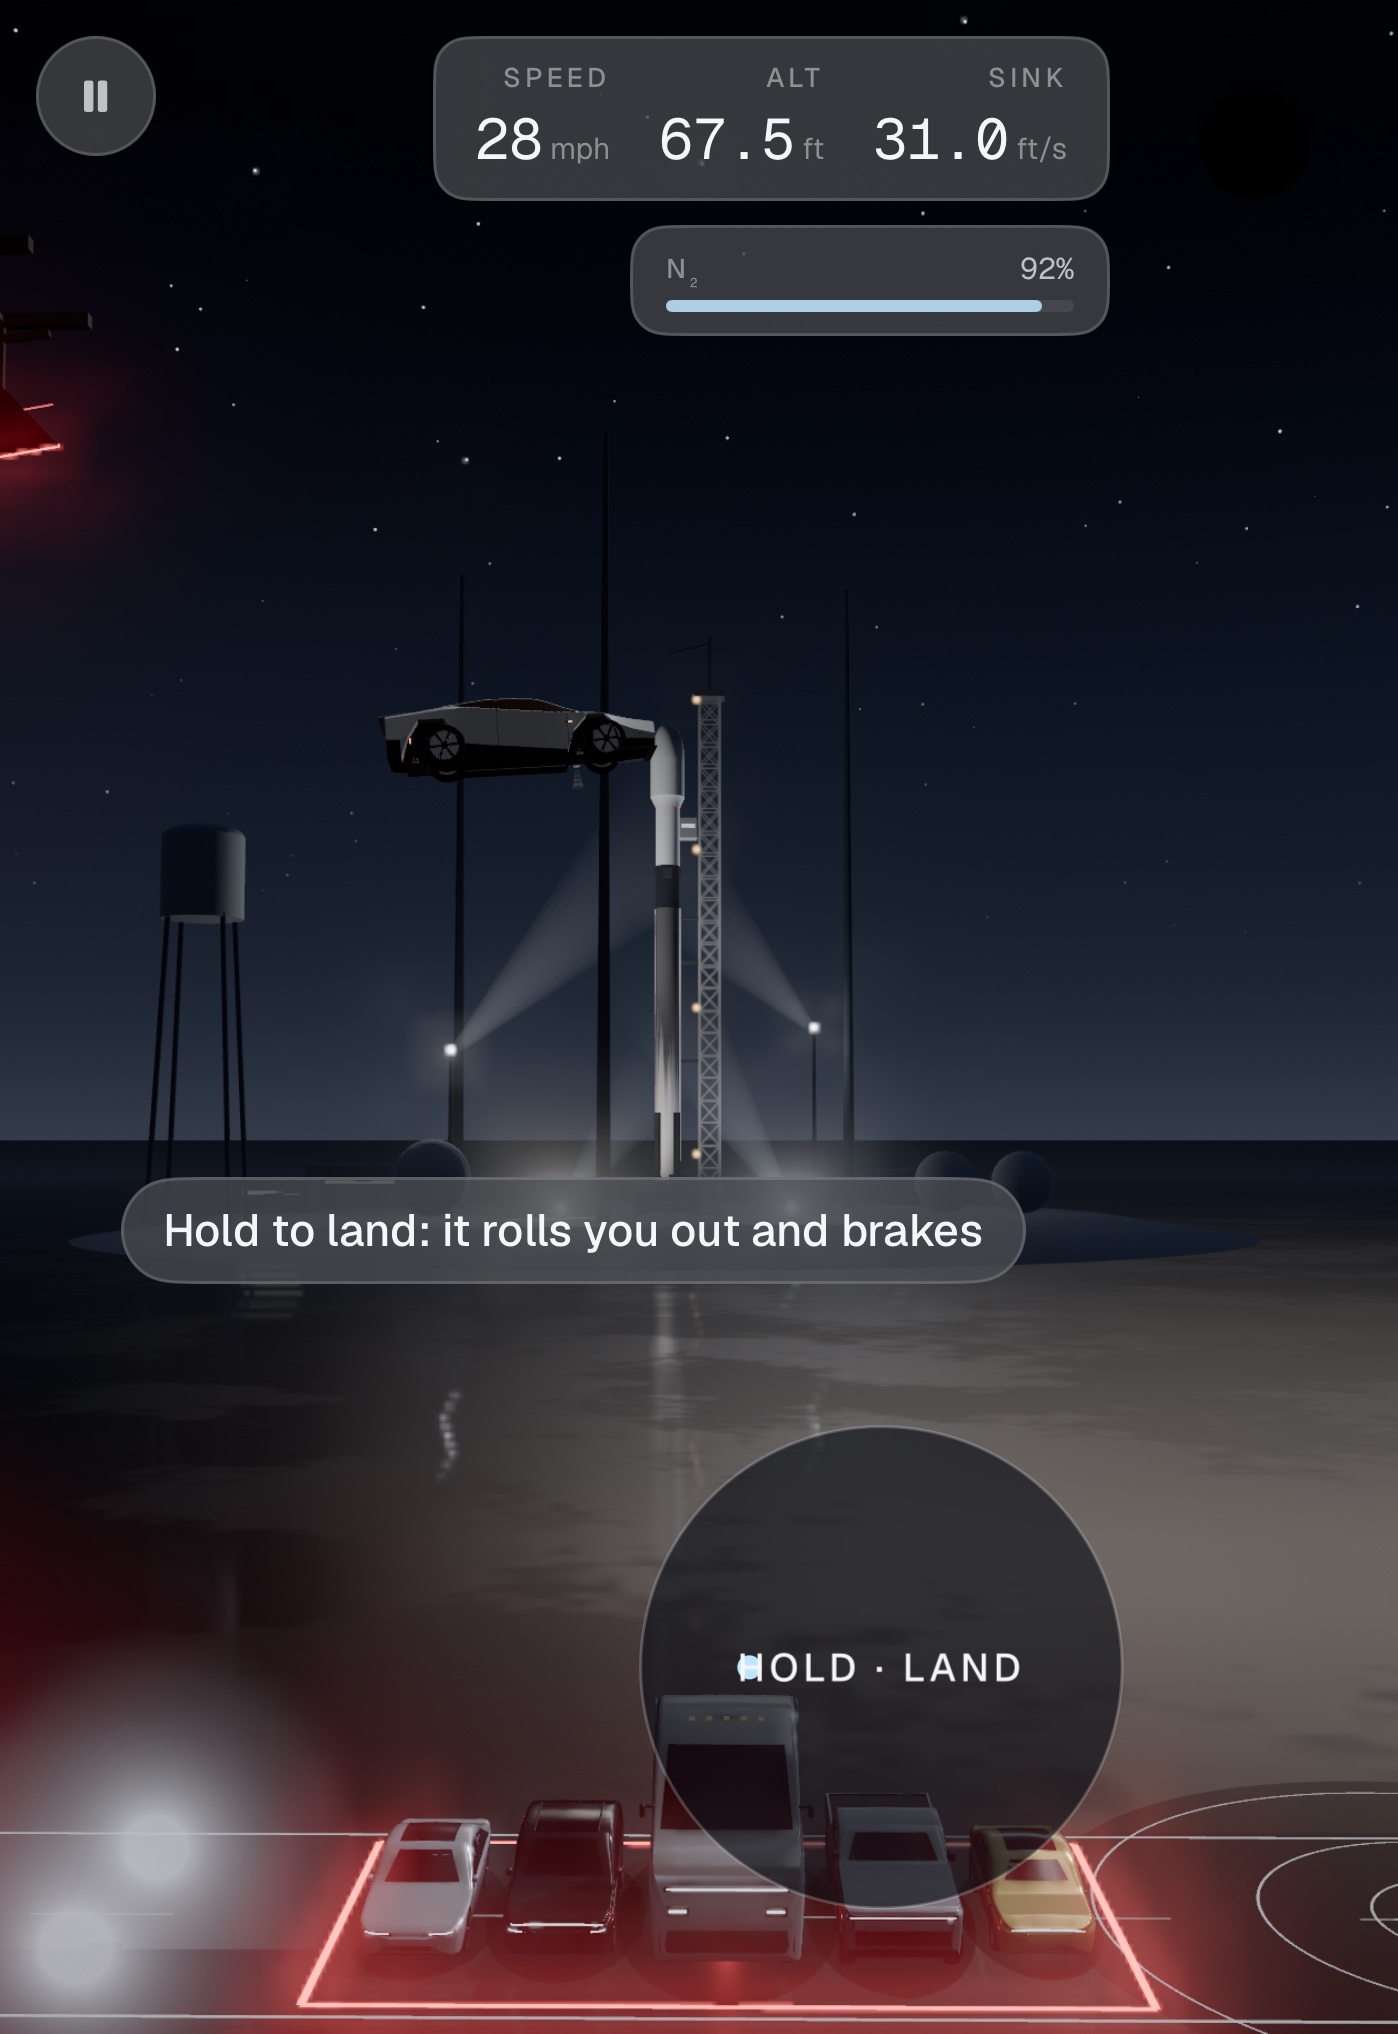 SPEED ALT SINK
28 mph 67.5 ft 31.0 ft/s
N₂ 92%
Hold to land: it rolls you out and brakes
HOLD · LAND